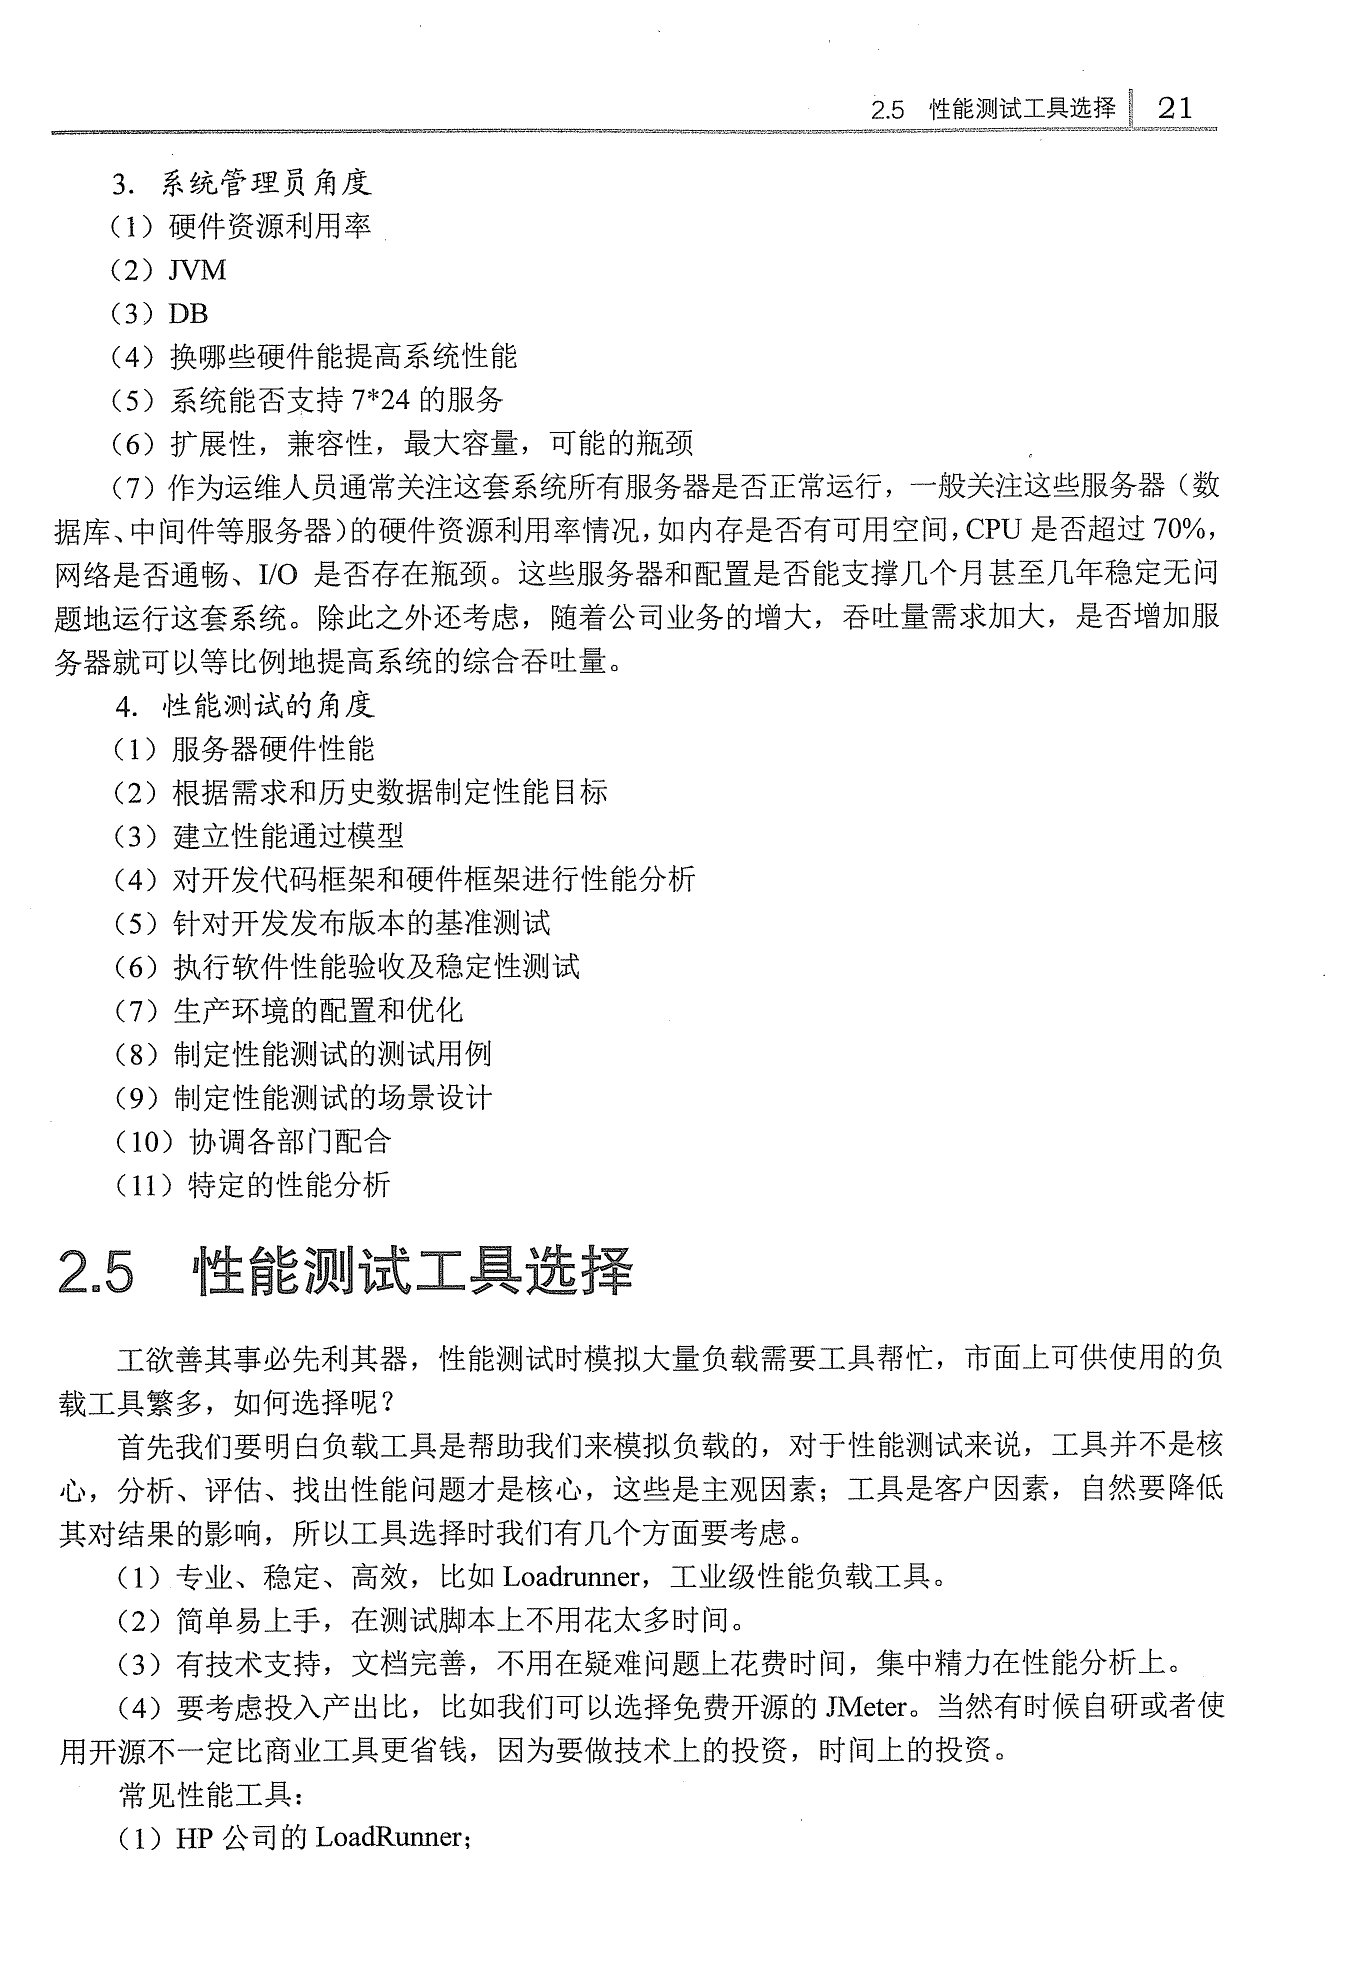 2.5 性能测试工具选择 21
3. 系统管理员角度
（1）硬件资源利用率
（2）JVM
（3）DB
（4）换哪些硬件能提高系统性能
（5）系统能否支持 7*24 的服务
（6）扩展性，兼容性，最大容量，可能的瓶颈
（7）作为运维人员通常关注这套系统所有服务器是否正常运行，一般关注这些服务器（数
据库、中间件等服务器）的硬件资源利用率情况，如内存是否有可用空间，CPU 是否超过 70%，
网络是否通畅、I/O 是否存在瓶颈。这些服务器和配置是否能支撑几个月甚至几年稳定无问
题地运行这套系统。除此之外还考虑，随着公司业务的增大，吞吐量需求加大，是否增加服
务器就可以等比例地提高系统的综合吞吐量。
4. 性能测试的角度
（1）服务器硬件性能
（2）根据需求和历史数据制定性能目标
（3）建立性能通过模型
（4）对开发代码框架和硬件框架进行性能分析
（5）针对开发发布版本的基准测试
（6）执行软件性能验收及稳定性测试
（7）生产环境的配置和优化
（8）制定性能测试的测试用例
（9）制定性能测试的场景设计
（10）协调各部门配合
（11）特定的性能分析
2.5 性能测试工具选择
工欲善其事必先利其器，性能测试时模拟大量负载需要工具帮忙，市面上可供使用的负
载工具繁多，如何选择呢？
首先我们要明白负载工具是帮助我们来模拟负载的，对于性能测试来说，工具并不是核
心，分析、评估、找出性能问题才是核心，这些是主观因素；工具是客户因素，自然要降低
其对结果的影响，所以工具选择时我们有几个方面要考虑。
（1）专业、稳定、高效，比如 Loadrunner，工业级性能负载工具。
（2）简单易上手，在测试脚本上不用花太多时间。
（3）有技术支持，文档完善，不用在疑难问题上花费时间，集中精力在性能分析上。
（4）要考虑投入产出比，比如我们可以选择免费开源的 JMeter。当然有时候自研或者使
用开源不一定比商业工具更省钱，因为要做技术上的投资，时间上的投资。
常见性能工具：
（1）HP 公司的 LoadRunner；